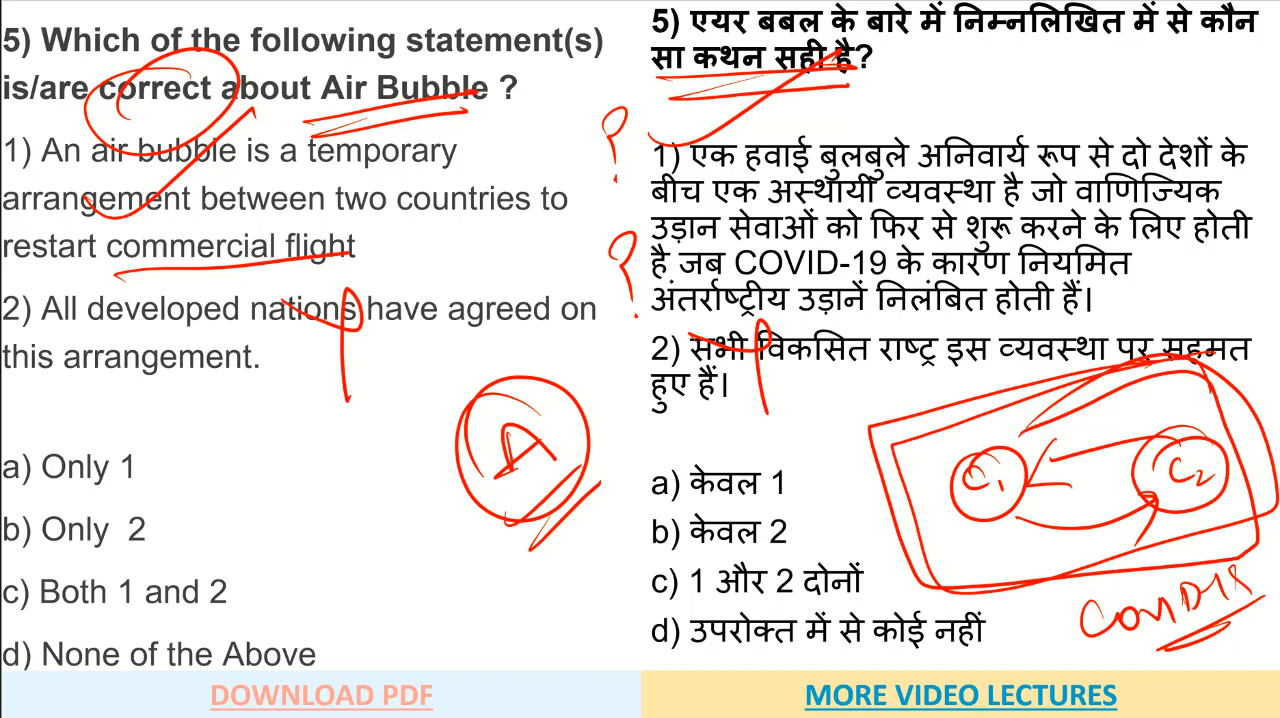 5) Which of the following statement(s)
is/are correct about Air Bubble ?
1) An air bubble is a temporary
arrangement between two countries to
restart commercial flight
2) All developed nations have agreed on
this arrangement.
a) Only 1
b) Only 2
c) Both 1 and 2
d) None of the Above
DOWNLOAD PDF
5) एयर बबल के बारे में निम्नलिखित में से कौन
सा कथन सही है?
1) एक हवाई बुलबुले अनिवार्य रूप से दो देशों के
बीच एक अस्थायी व्यवस्था है जो वाणिज्यिक
उड़ान सेवाओं को फिर से शुरू करने के लिए होती
है जब COVID-19 के कारण नियमित
अंतर्राष्ट्रीय उड़ानें निलंबित होती हैं।
2) सभी विकसित राष्ट्र इस व्यवस्था पर सहमत
हुए हैं।
a) केवल 1
b) केवल 2
c) 1 और 2 दोनों
d) उपरोक्त में से कोई नहीं
MORE VIDEO LECTURES
?
?
A
C1
C2